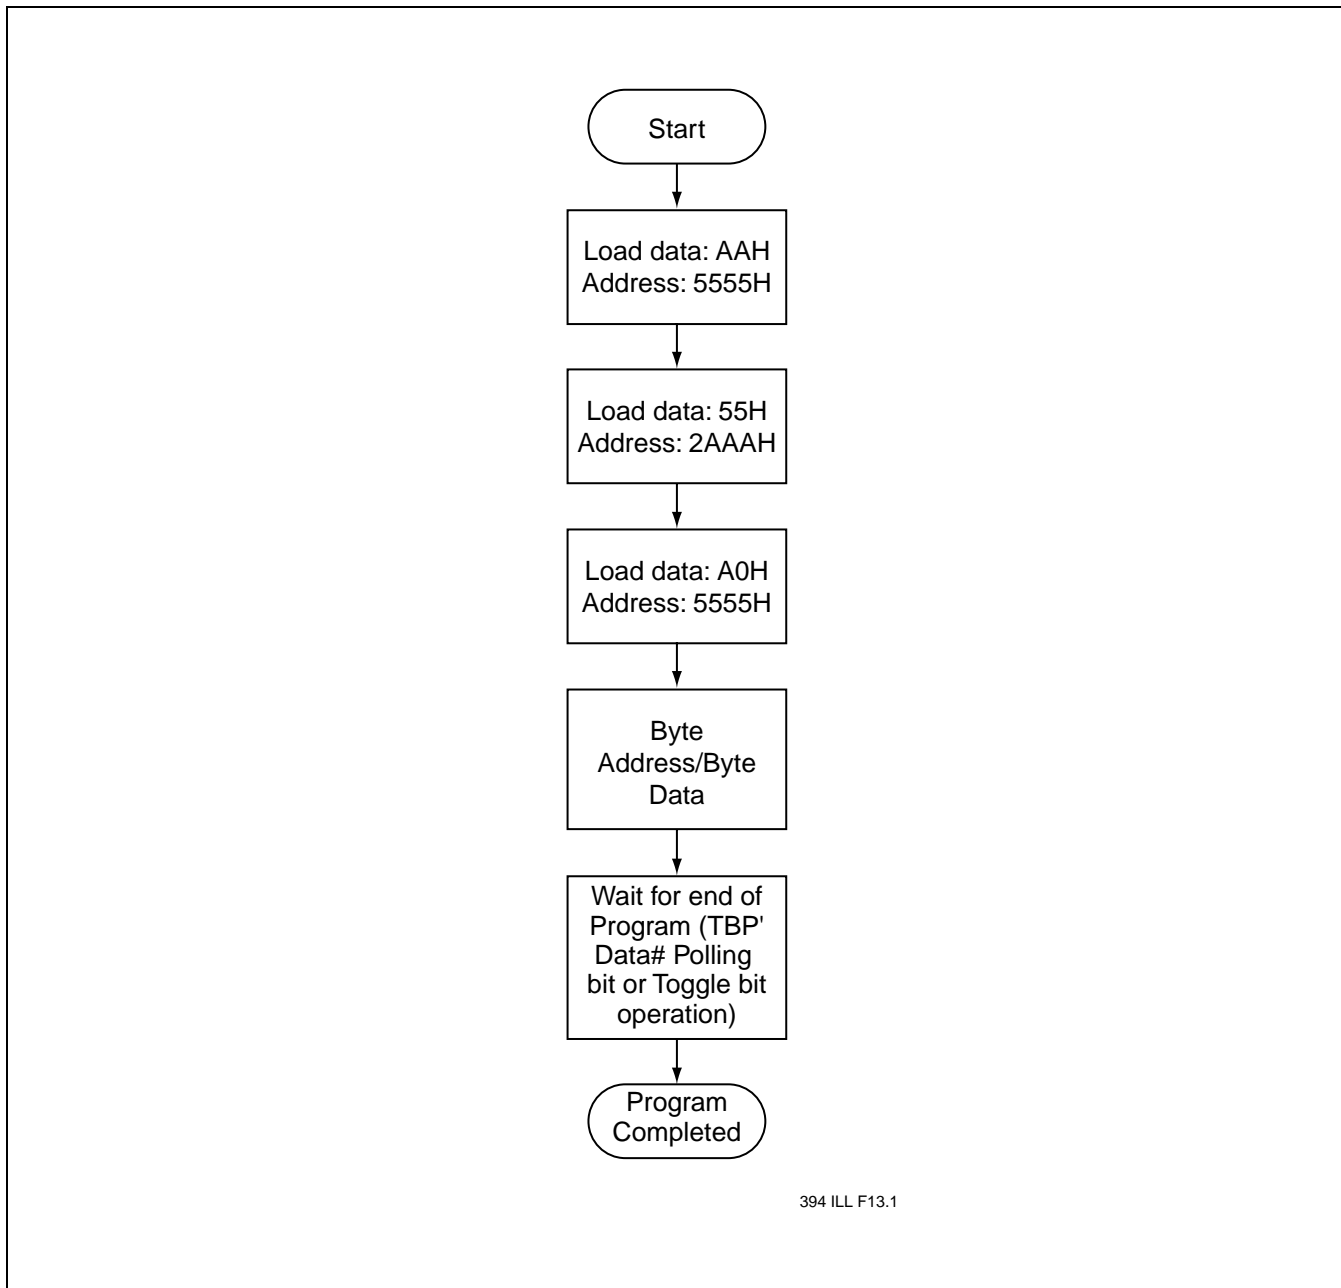 Start
Load data: AAH
Address: 5555H
Load data: 55H
Address: 2AAAH
Load data: A0H
Address: 5555H
Byte
Address/Byte
Data
Wait for end of
Program (TBP'
Data# Polling
bit or Toggle bit
operation)
Program
Completed
394 ILL F13.1